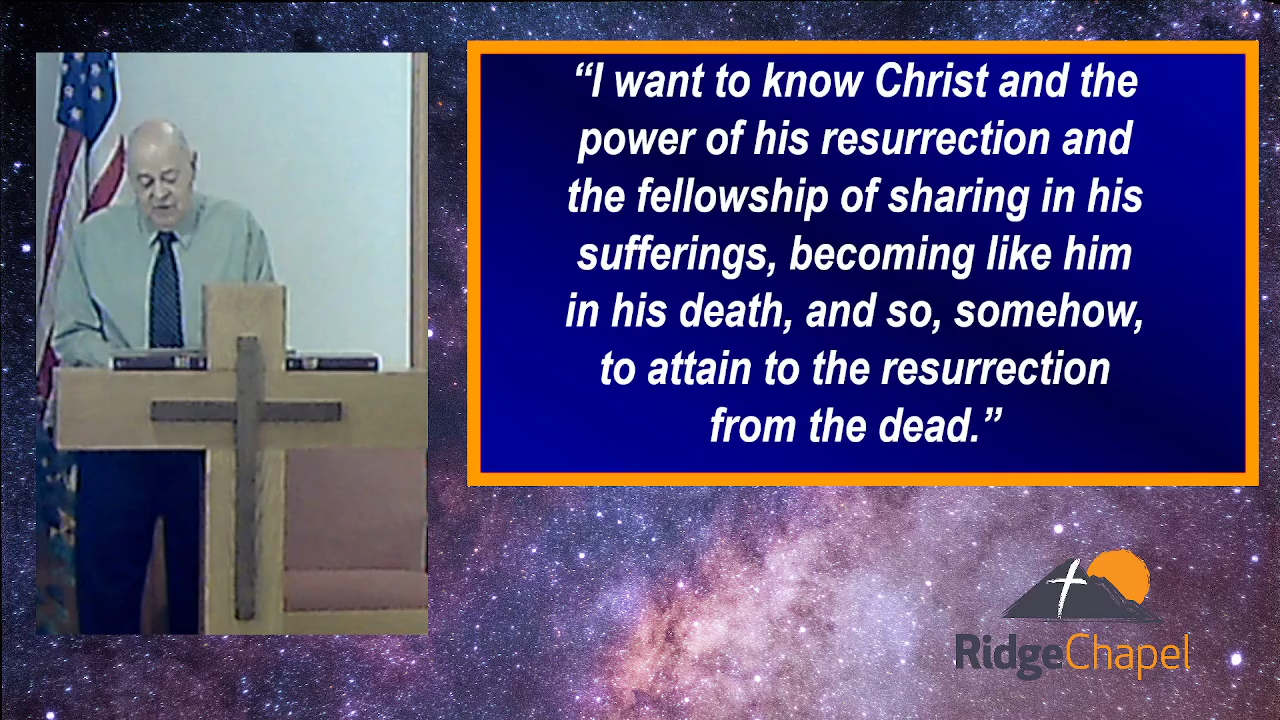 “I want to know Christ and the
power of his resurrection and
the fellowship of sharing in his
sufferings, becoming like him
in his death, and so, somehow,
to attain to the resurrection
from the dead.”
RidgeChapel